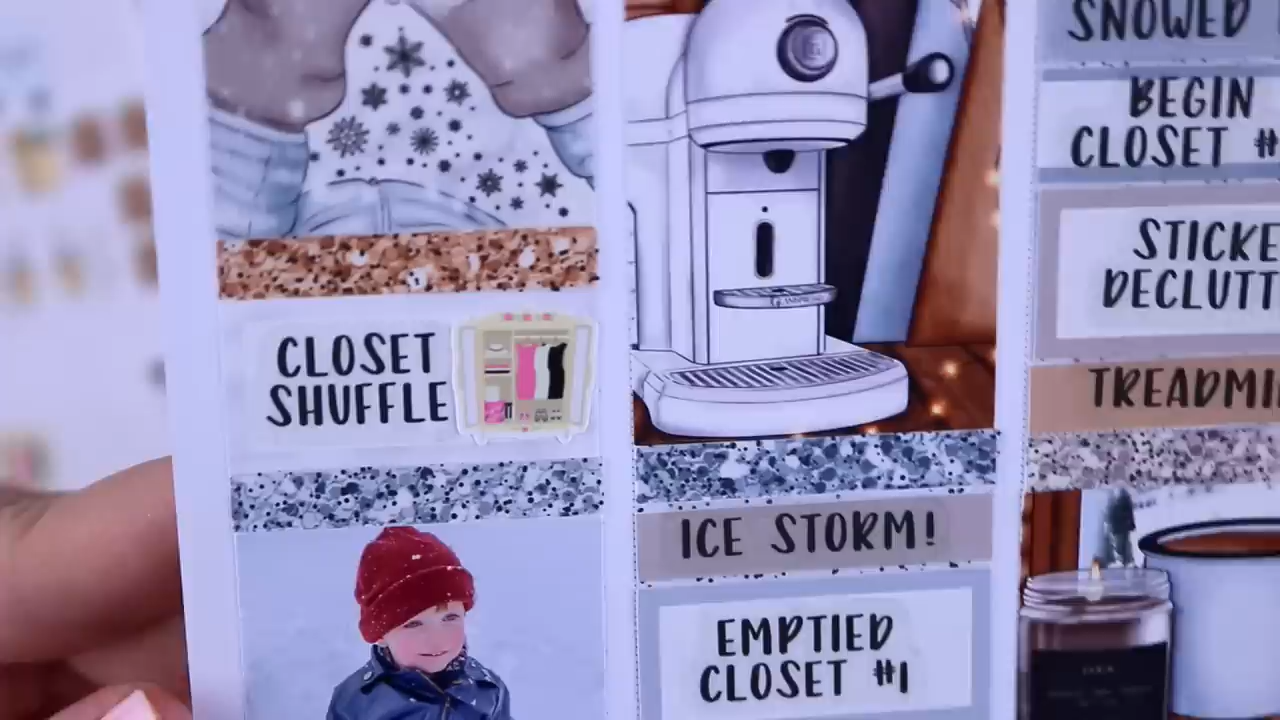 CLOSET
SHUFFLE
ICE STORM!
EMPTIED
CLOSET #1
SNOWED
BEGIN
CLOSET #
STICKE
DECLUTT
TREADMI